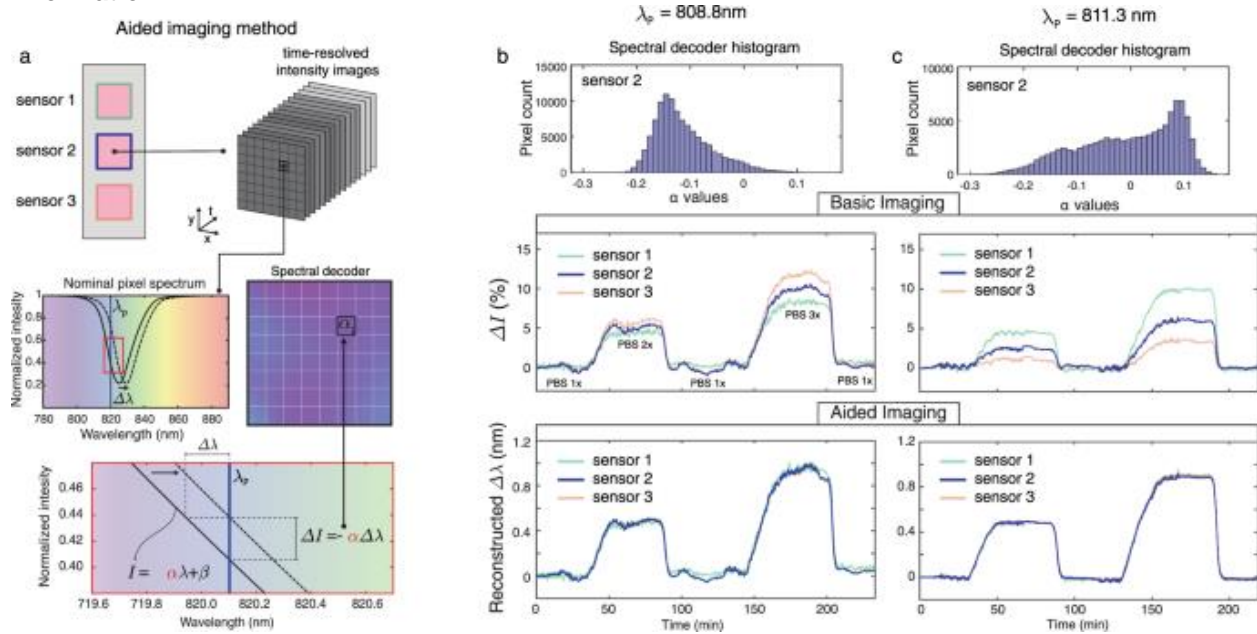 Aided imaging method
a
sensor 1
sensor 2
sensor 3
time-resolved
intensity images
y
t
x
Nominal pixel spectrum
Normalized intesity
1
0.8
0.6
0.4
0.2
λp
Δλ
780 800 820 840 860 880
Wavelength (nm)
Spectral decoder
Δλ
Normalized intesity
0.46
0.44
0.42
0.40
λp
ΔI =- αΔλ
I = αλ+β
719.6 719.8 820.0 820.2 820.4 820.6
Wavelength (nm)
λp = 808.8nm
b
Spectral decoder histogram
sensor 2
Pixel count
15000
10000
5000
0
-0.3 -0.2 -0.1 0 0.1
α values
λp = 811.3 nm
c
Spectral decoder histogram
sensor 2
Pixel count
10000
5000
0
-0.3 -0.2 -0.1 0 0.1
α values
Basic Imaging
ΔI (%)
15
10
5
0
sensor 1
sensor 2
sensor 3
PBS 1x
PBS 2x
PBS 1x
PBS 3x
PBS 1x
15
10
5
0
sensor 1
sensor 2
sensor 3
Aided Imaging
Reconstructed Δλ (nm)
1.2
0.8
0.4
0
sensor 1
sensor 2
sensor 3
0 50 100 150 200
Time (min)
1.2
0.8
0.4
0
sensor 1
sensor 2
sensor 3
0 50 100 150 200
Time (min)